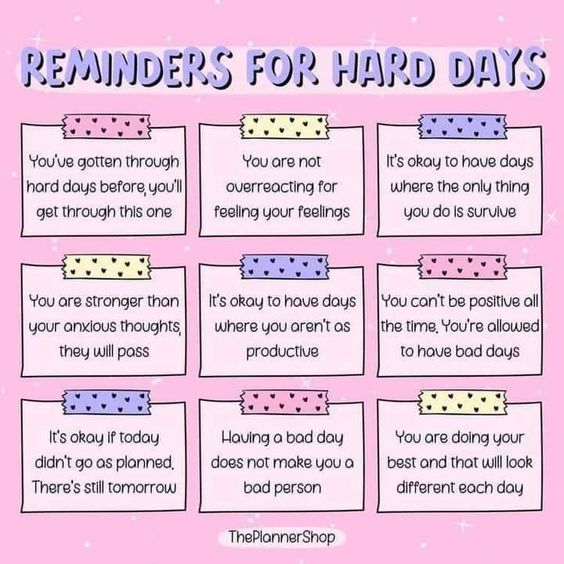 REMINDERS FOR HARD DAYS
You've gotten through
hard days before, you'll
get through this one
You are not
overreacting for
feeling your feelings
It's okay to have days
where the only thing
you do is survive
You are stronger than
your anxious thoughts,
they will pass
It's okay to have days
where you aren't as
productive
You can't be positive all
the time. You're allowed
to have bad days
It's okay if today
didn't go as planned.
There's still tomorrow
Having a bad day
does not make you a
bad person
You are doing your
best and that will look
different each day
ThePlannerShop